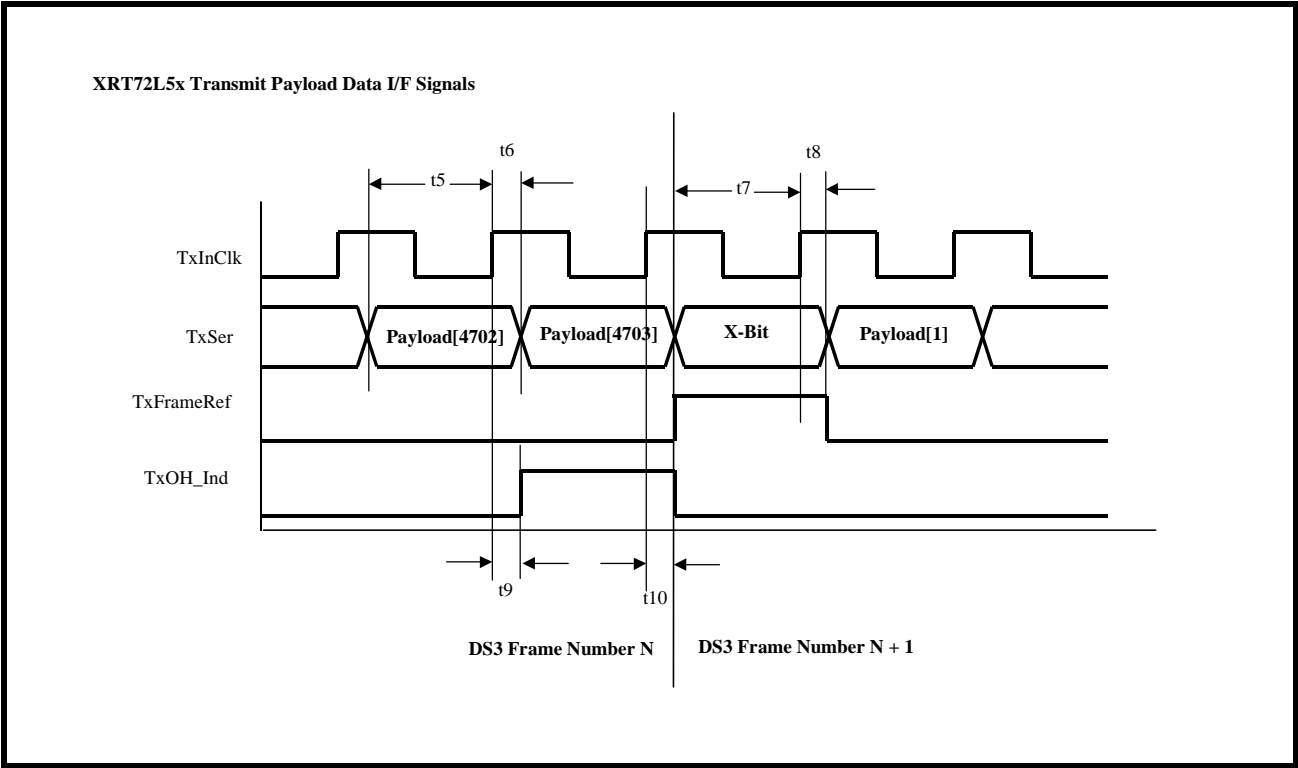 XRT72L5x Transmit Payload Data I/F Signals
t6
t8
t5
t7
TxInClk
TxSer
Payload[4702]
Payload[4703]
X-Bit
Payload[1]
TxFrameRef
TxOH_Ind
t9
t10
DS3 Frame Number N
DS3 Frame Number N + 1